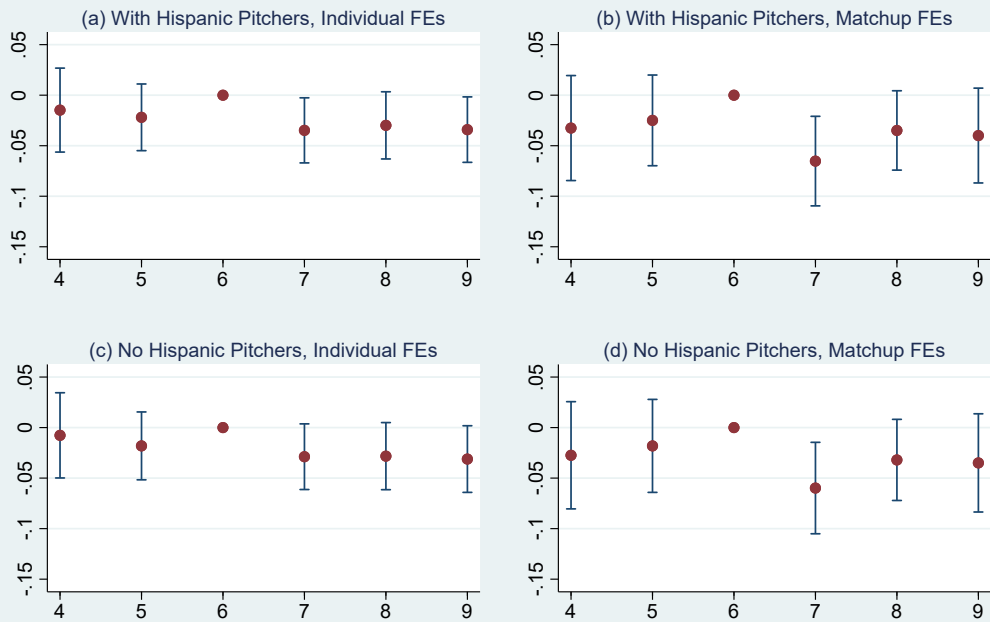 (a) With Hispanic Pitchers, Individual FEs
.05
0
-.05
-.1
-.15
4 5 6 7 8 9
(b) With Hispanic Pitchers, Matchup FEs
.05
0
-.05
-.1
-.15
4 5 6 7 8 9
(c) No Hispanic Pitchers, Individual FEs
.05
0
-.05
-.1
-.15
4 5 6 7 8 9
(d) No Hispanic Pitchers, Matchup FEs
.05
0
-.05
-.1
-.15
4 5 6 7 8 9